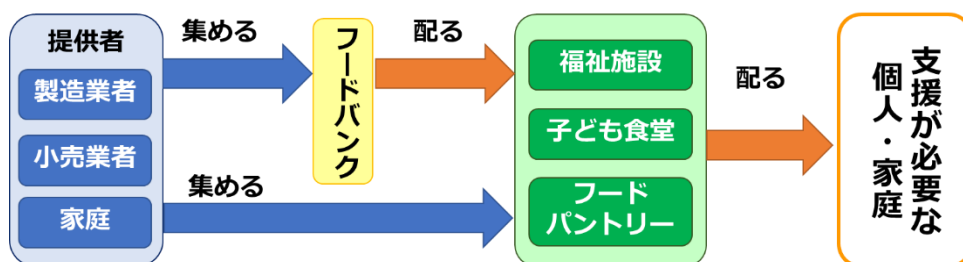 提供者
製造業者
小売業者
家庭
集める
集める
フードバンク
配る
福祉施設
子ども食堂
フード
パントリー
配る
支援が必要な
個人・家庭